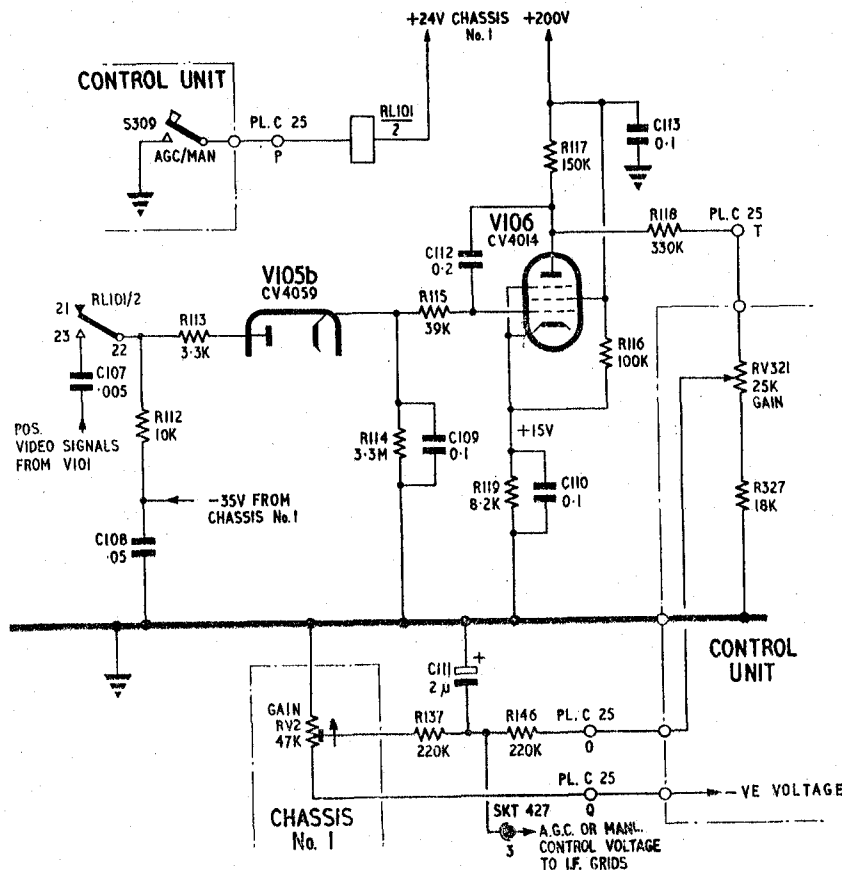 +24V CHASSIS
No. 1
+200V
CONTROL UNIT
S309
AGC/MAN
PL. C 25
P
RL101
2
R117
150K
C113
0·1
V106
CV4014
R118
330K
PL. C 25
T
C112
0·2
V105b
CV4059
21
RL101/2
R113
3·3K
R115
39K
23
22
C107
·005
R116
100K
RV321
25K
GAIN
POS.
VIDEO SIGNALS
FROM V101
R112
10K
R114
3·3M
C109
0·1
+15V
R119
8·2K
C110
0·1
R327
18K
-35V FROM
CHASSIS No. 1
C108
·05
CONTROL
UNIT
C111
2 μ
+
GAIN
RV2
47K
R137
220K
R146
220K
PL. C 25
O
PL. C 25
Q
-VE VOLTAGE
CHASSIS
No. 1
SKT 427
3
A.G.C. OR MANL.
CONTROL VOLTAGE
TO I.F. GRIDS